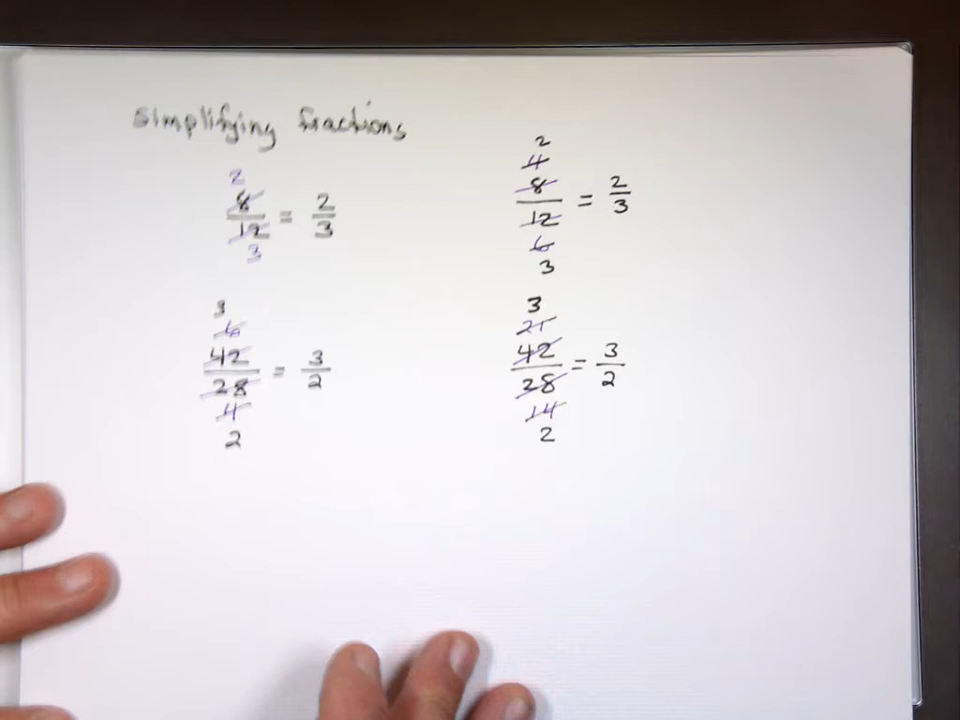 simplifying fractions
2
8/12 = 2/3
3
2
4
8/12 = 2/3
6
3
3
6
42/28 = 3/2
4
2
3
21
42/28 = 3/2
14
2